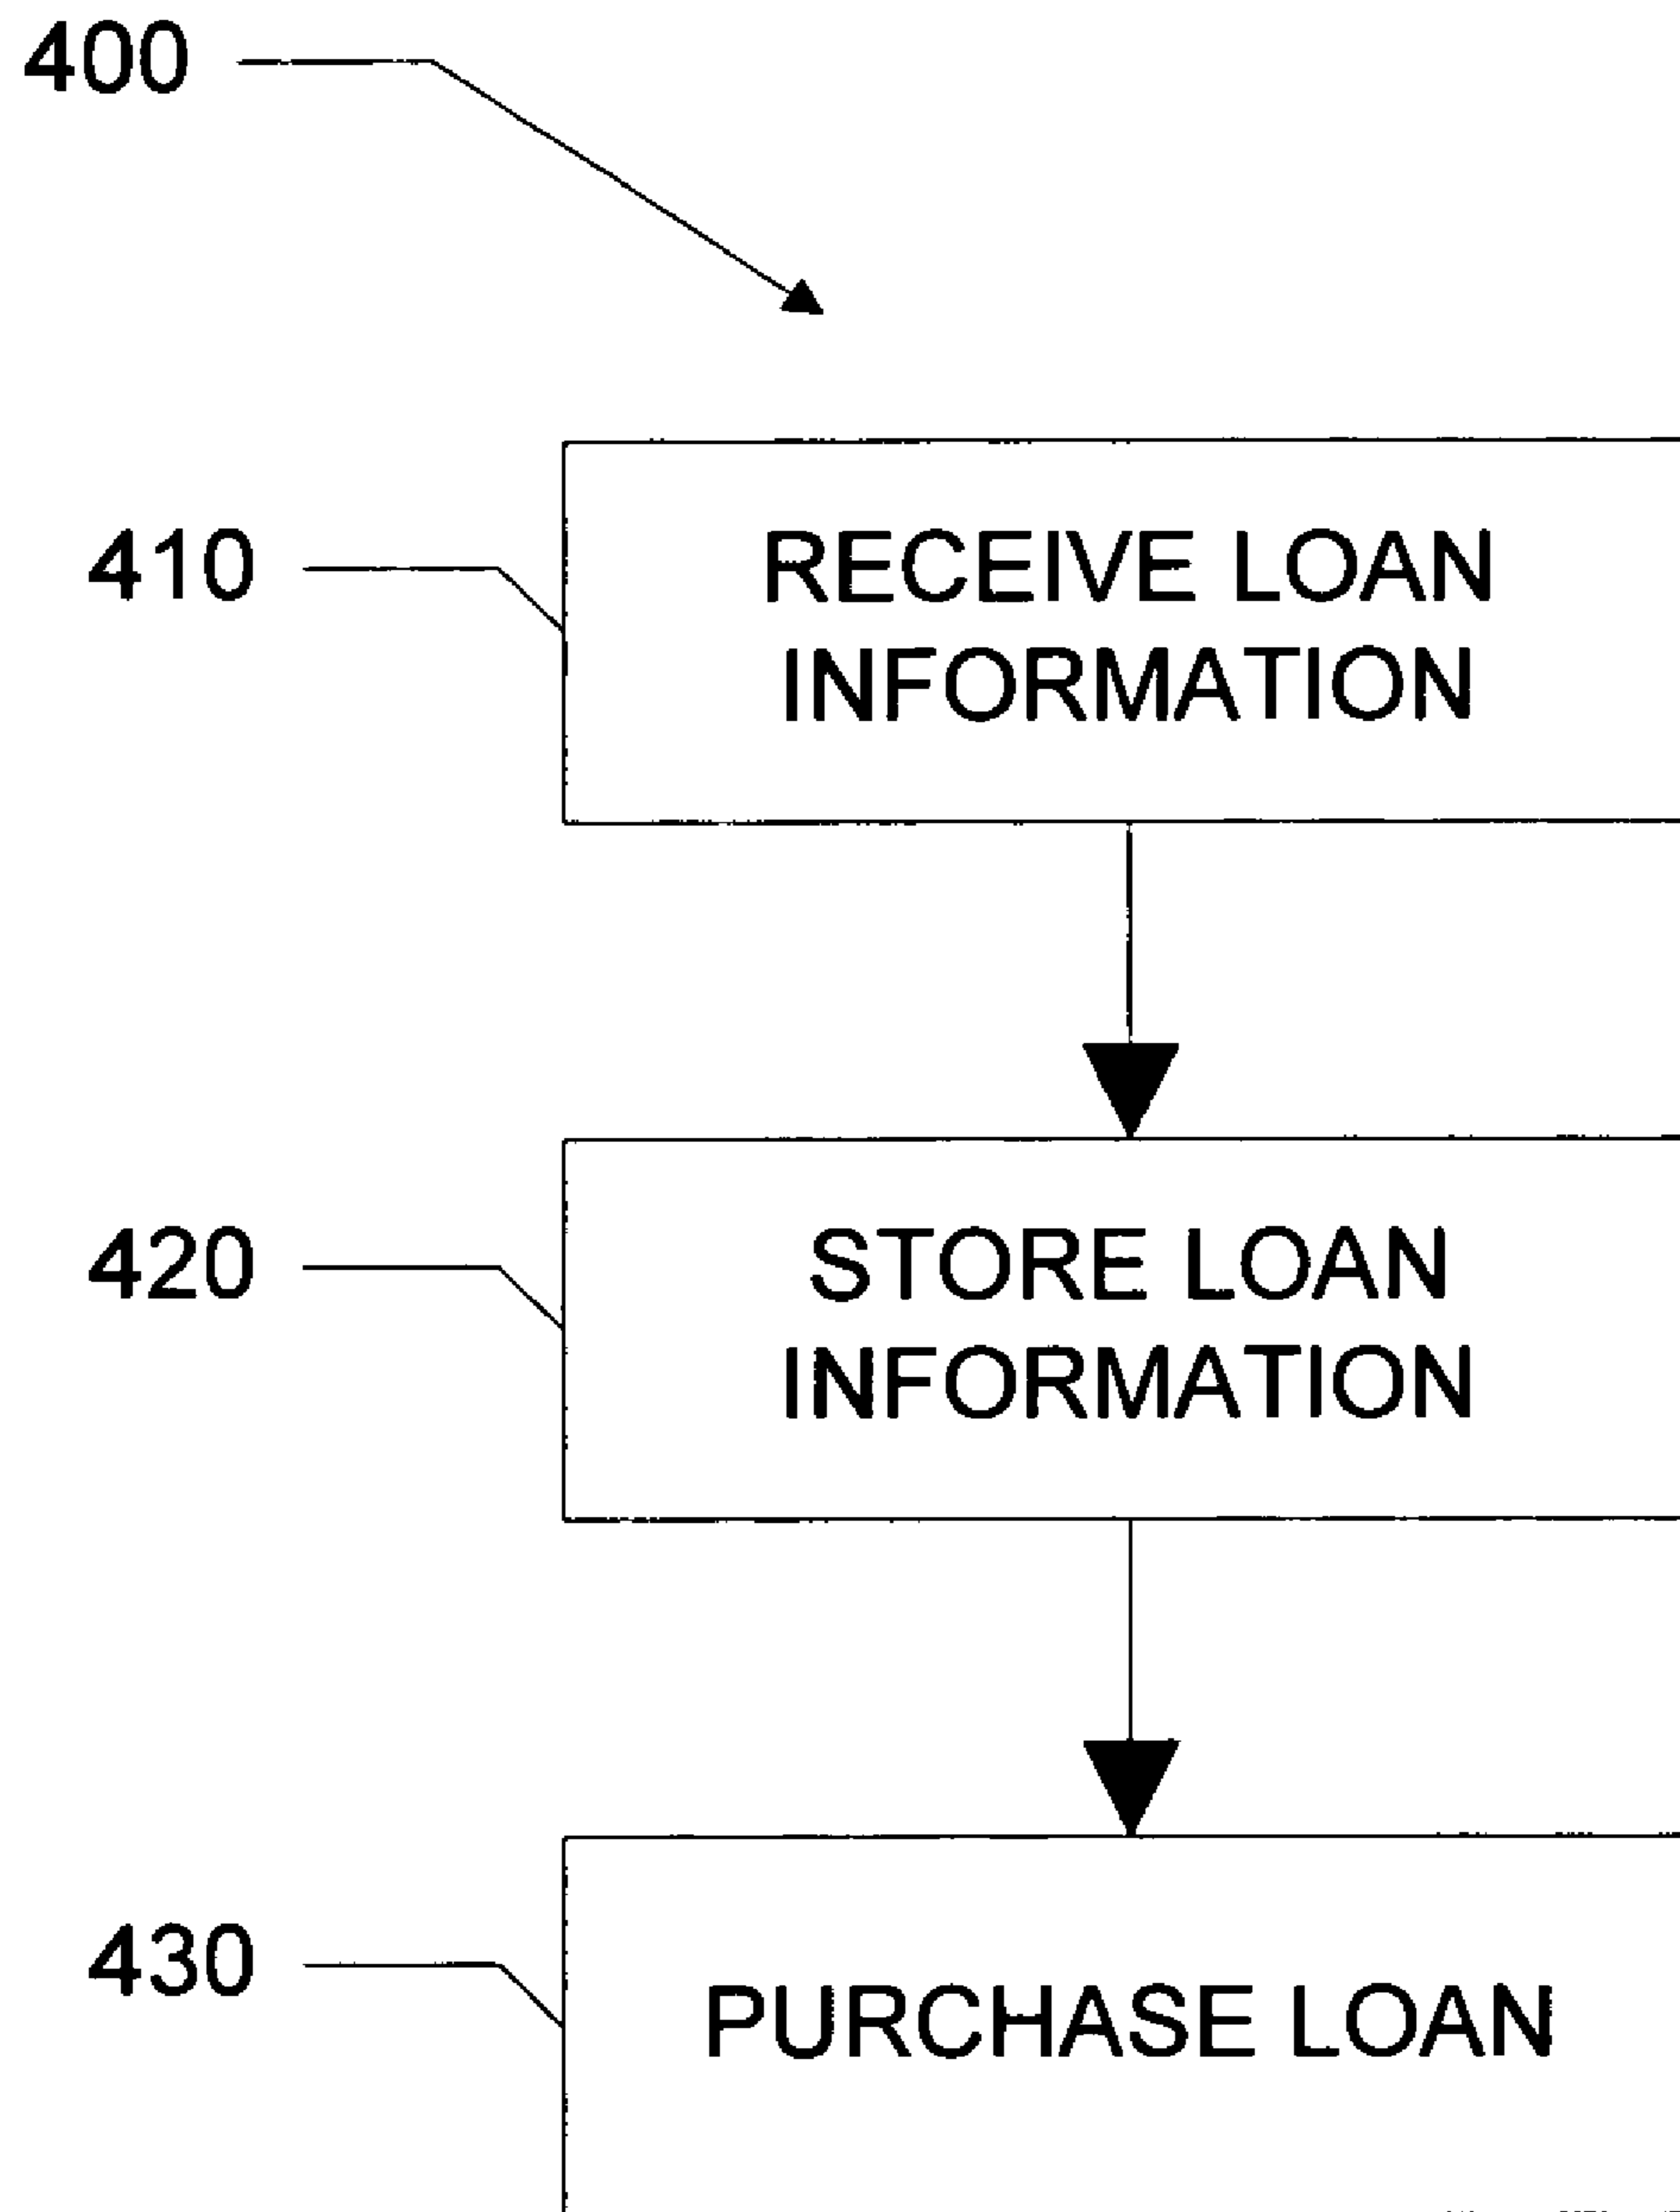 400
410
RECEIVE LOAN
INFORMATION
420
STORE LOAN
INFORMATION
430
PURCHASE LOAN